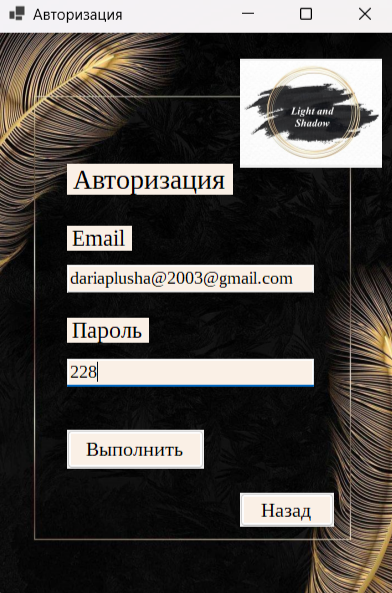 Авторизация
Light and
Shadow
Авторизация
Email
dariaplusha@2003@gmail.com
Пароль
228
Выполнить
Назад